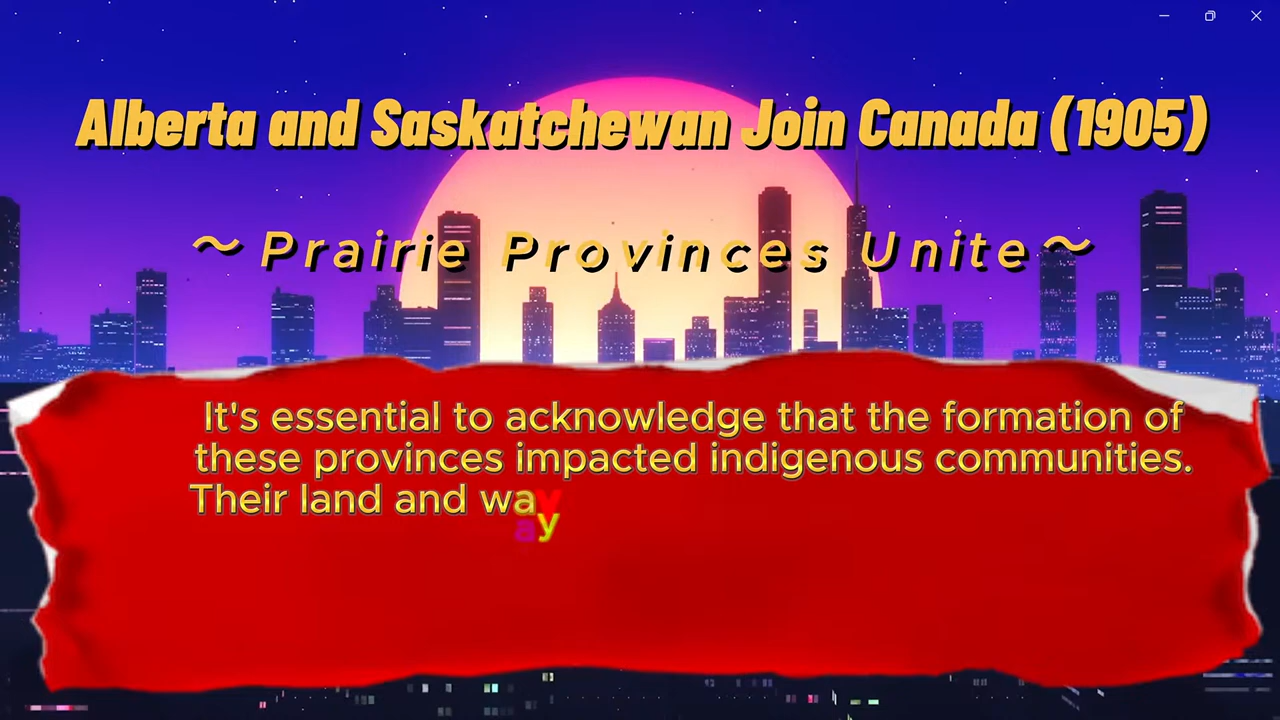 Alberta and Saskatchewan Join Canada (1905)
~ Prairie Provinces Unite ~
It's essential to acknowledge that the formation of
these provinces impacted indigenous communities.
Their land and way